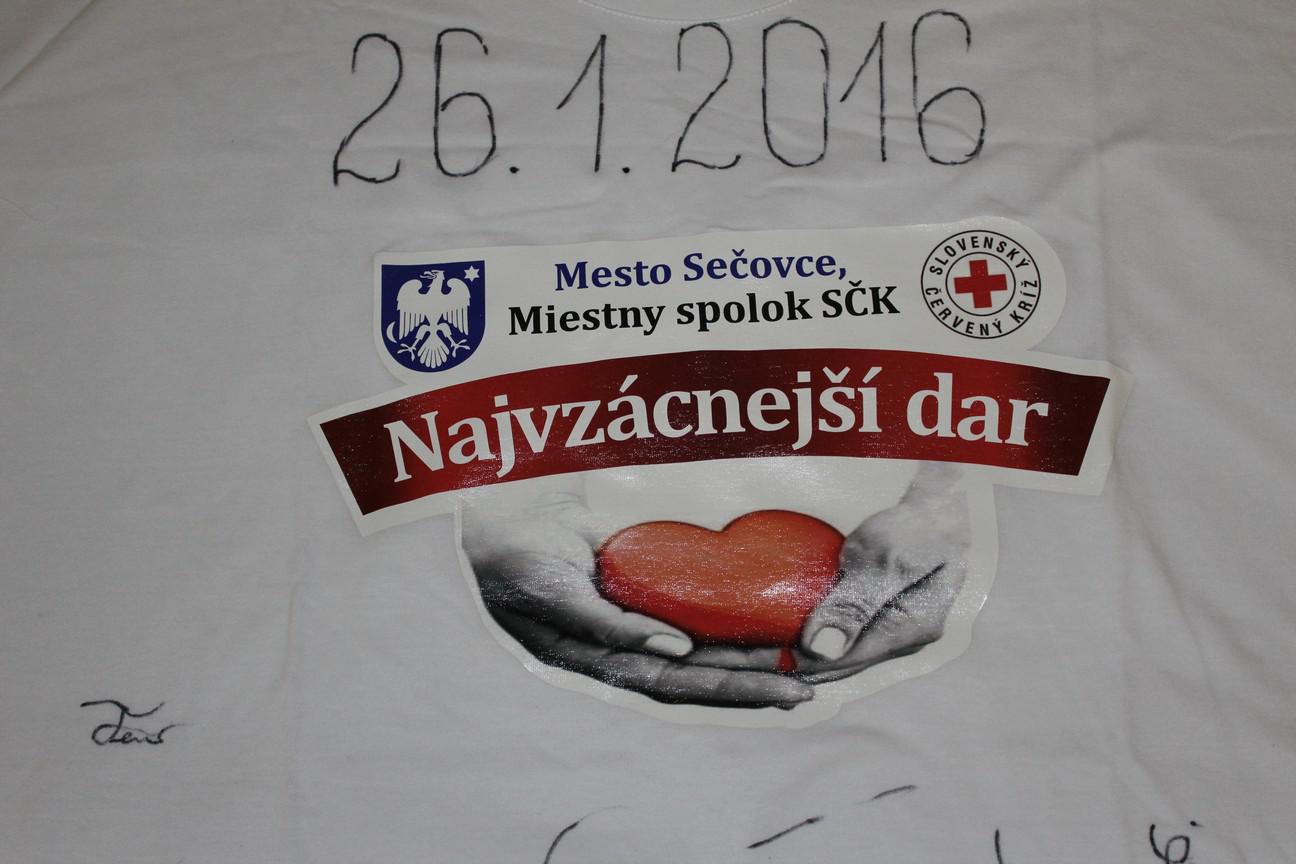 26.1.2016
Mesto Sečovce,
Miestny spolok SČK
SLOVENSKÝ
ČERVENÝ KRÍŽ
Najvzácnejší dar